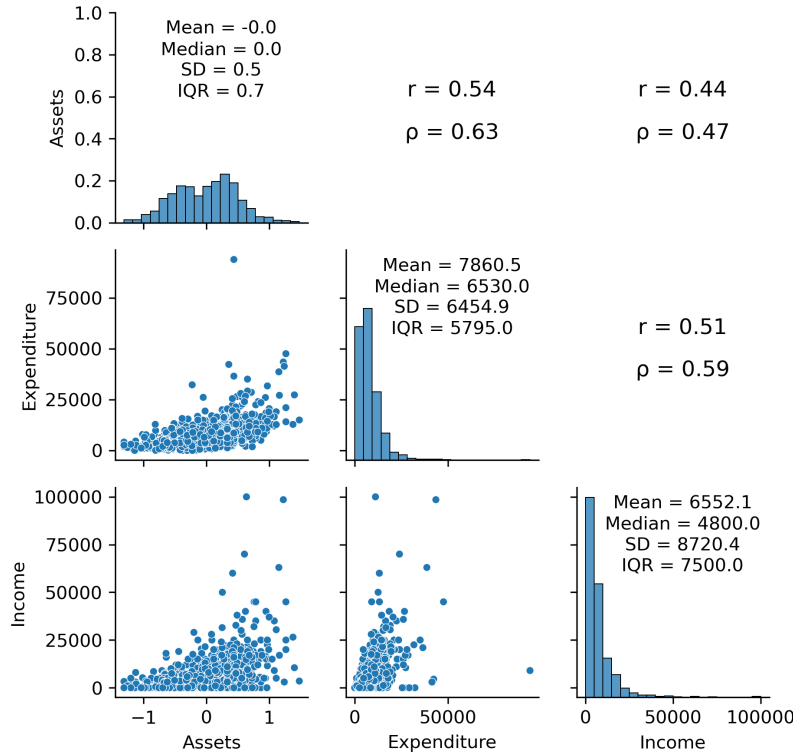 1.0
Mean = -0.0
Median = 0.0
SD = 0.5
IQR = 0.7
0.8
0.6
0.4
0.2
0.0
Assets
r = 0.54
ρ = 0.63
r = 0.44
ρ = 0.47
75000
50000
25000
0
Expenditure
Mean = 7860.5
Median = 6530.0
SD = 6454.9
IQR = 5795.0
r = 0.51
ρ = 0.59
100000
75000
50000
25000
0
Income
Mean = 6552.1
Median = 4800.0
SD = 8720.4
IQR = 7500.0
−1 0 1
Assets
0 50000
Expenditure
0 50000 100000
Income